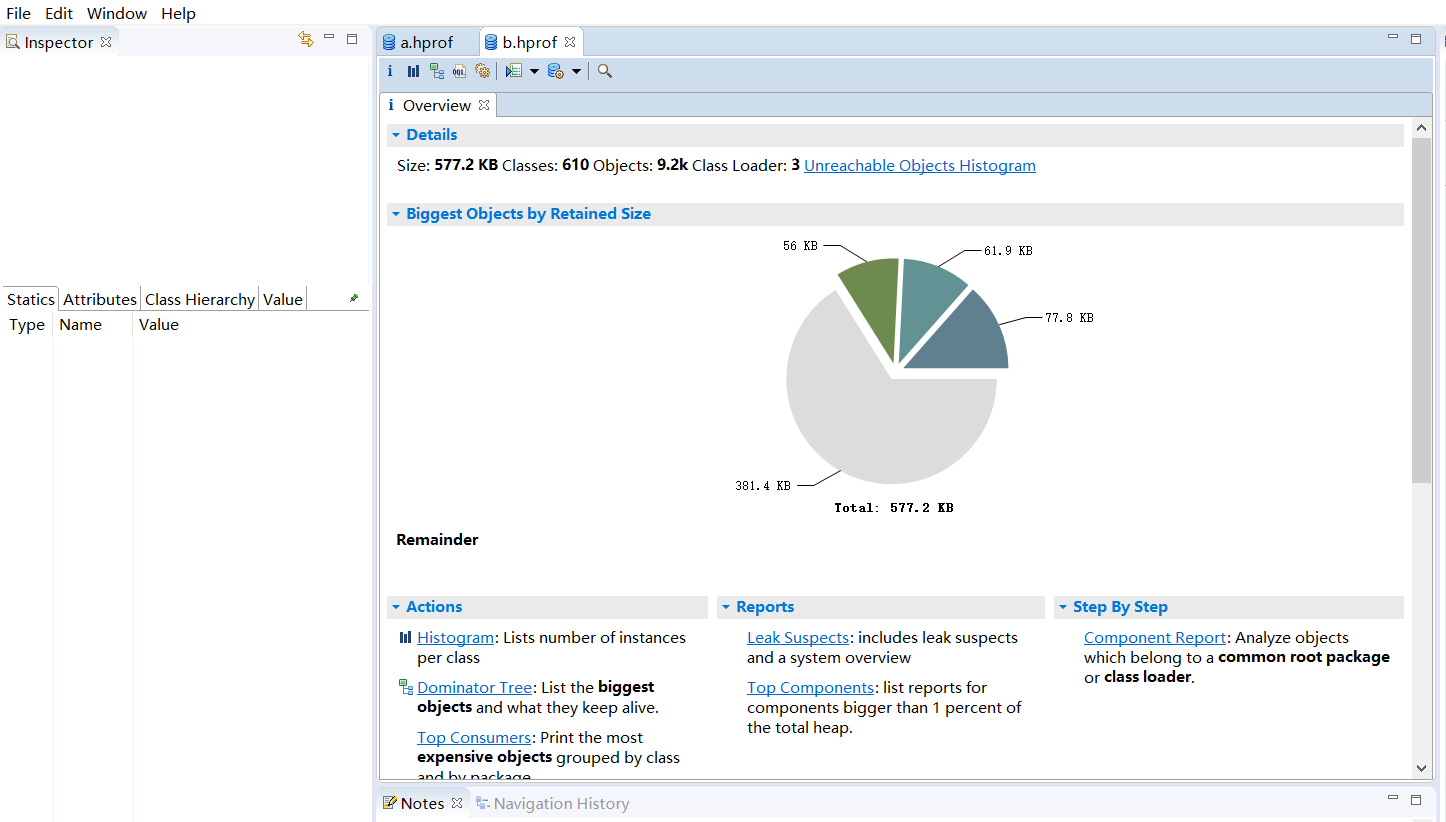 File Edit Window Help
Inspector
a.hprof b.hprof
i OQL
i Overview
Details
Size: 577.2 KB Classes: 610 Objects: 9.2k Class Loader: 3 Unreachable Objects Histogram
Biggest Objects by Retained Size
56 KB
61.9 KB
77.8 KB
381.4 KB
Total: 577.2 KB
Remainder
Statics Attributes Class Hierarchy Value
Type Name Value
Actions
Histogram: Lists number of instances
per class
Dominator Tree: List the biggest
objects and what they keep alive.
Top Consumers: Print the most
expensive objects grouped by class
and by package
Reports
Leak Suspects: includes leak suspects
and a system overview
Top Components: list reports for
components bigger than 1 percent of
the total heap.
Step By Step
Component Report: Analyze objects
which belong to a common root package
or class loader.
Notes Navigation History